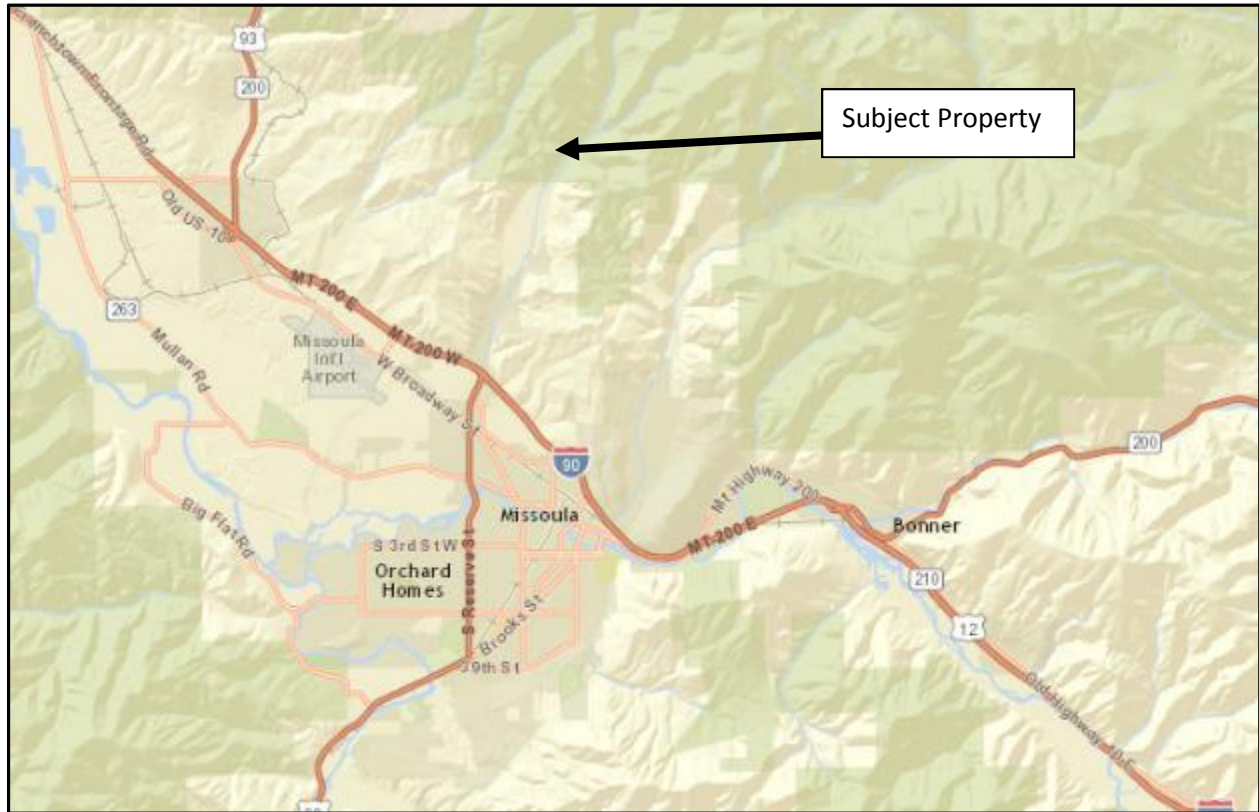 Frontage Rd
93
200
Subject Property
Old US -10
MT 200 E
263
MT 200 W
Mullan Rd
Missoula
Int'l
Airport
W Broadway St
90
200
Mt Highway 200
Big Flat Rd
Missoula
MT 200 E
Bonner
S 3rd St W
Orchard
Homes
S Reserve St
210
Brooks St
12
39th St
Old Highway 10 E